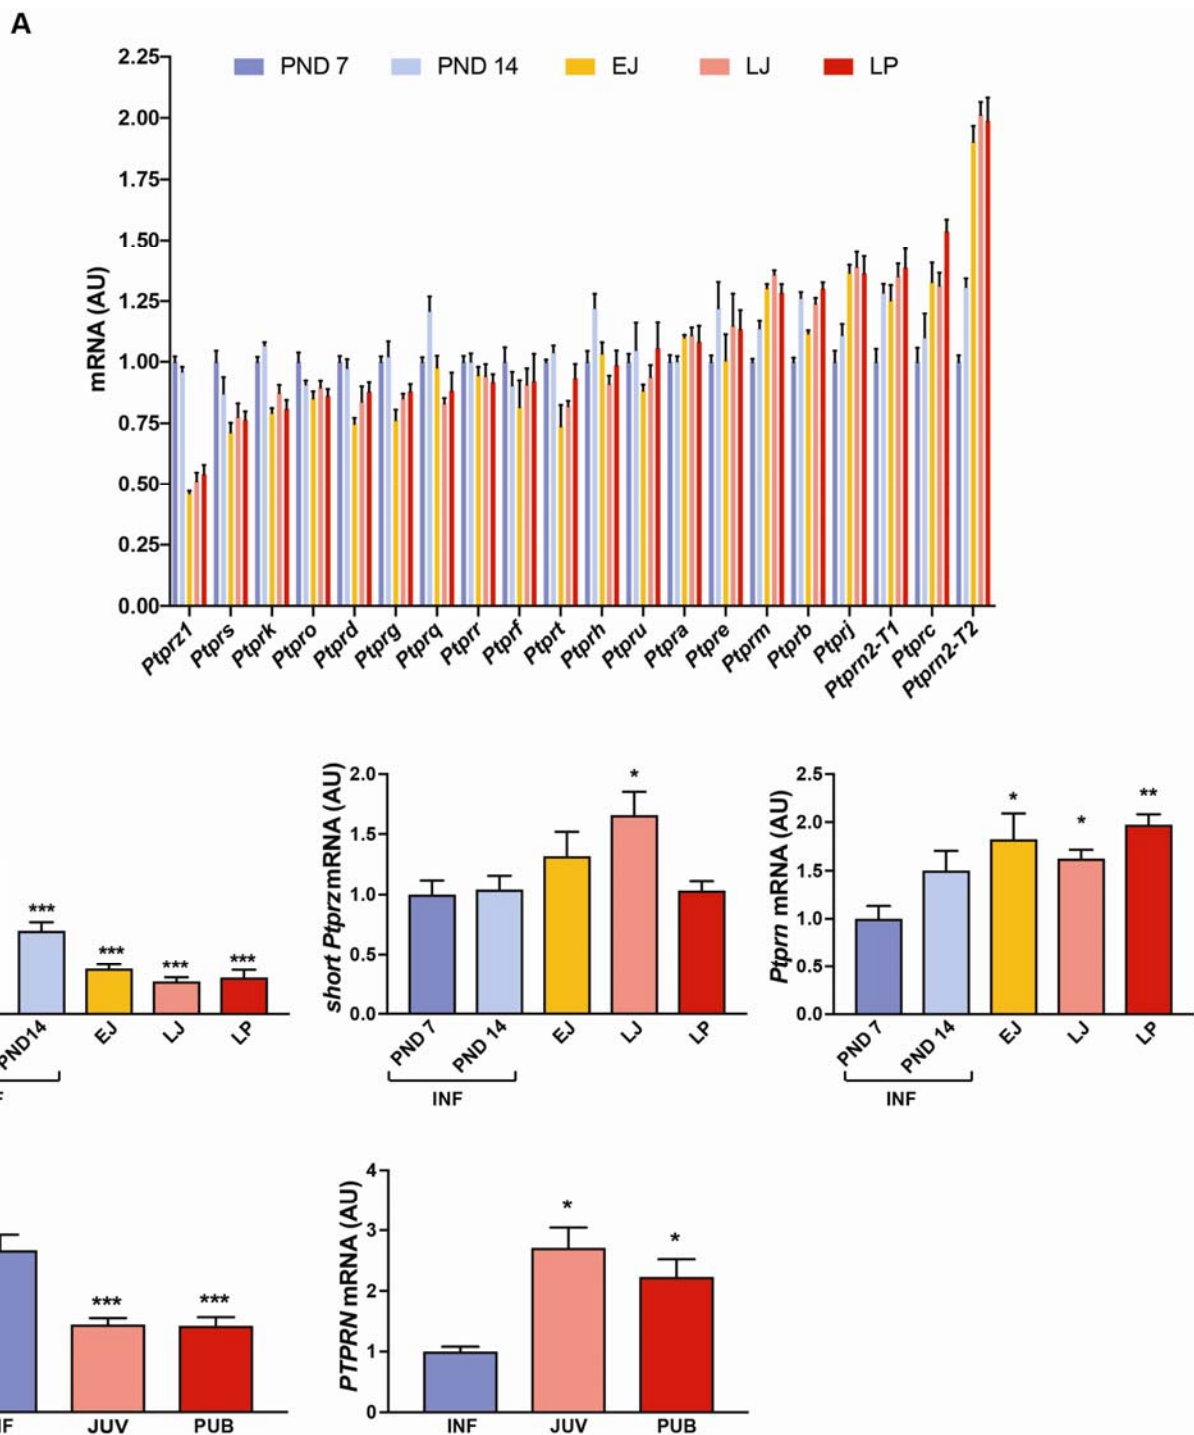 A
PND 7 PND 14 EJ LJ LP
mRNA (AU)
2.25
2.00
1.75
1.50
1.25
1.00
0.75
0.50
0.25
0.00
Ptprz1 Ptprs Ptprk Ptpro Ptprd Ptprg Ptprq Ptprr Ptprf Ptprt Ptprh Ptpru Ptpra Ptpre Ptprm Ptprb Ptprj Ptprn2-T1 Ptprc Ptprn2-T2
*** *** *** ***
PND14 EJ LJ LP
short Ptprz mRNA (AU)
2.0
1.5
1.0
0.5
0.0
*
PND 7 PND 14 EJ LJ LP
INF
Ptprn mRNA (AU)
2.5
2.0
1.5
1.0
0.5
0.0
* * **
PND 7 PND 14 EJ LJ LP
INF
*** ***
JUV PUB
PTPRN mRNA (AU)
4
3
2
1
0
* *
INF JUV PUB